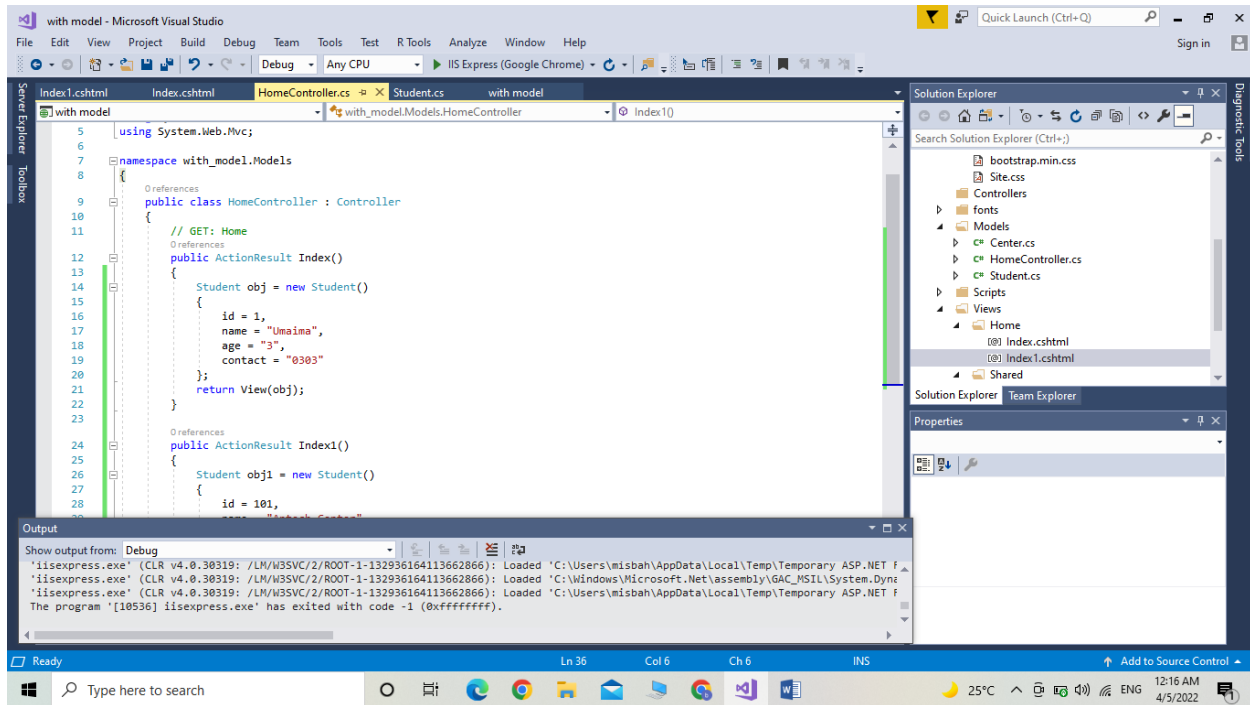 with model - Microsoft Visual Studio
Quick Launch (Ctrl+Q)
File Edit View Project Build Debug Team Tools Test R Tools Analyze Window Help
Sign in
Debug Any CPU IIS Express (Google Chrome)
Server Explorer
Toolbox
Index1.cshtml Index.cshtml HomeController.cs Student.cs with model
with model with_model.Models.HomeController Index1()
5 using System.Web.Mvc;
6
7 namespace with_model.Models
8 {
0 references
9 public class HomeController : Controller
10 {
11 // GET: Home
0 references
12 public ActionResult Index()
13 {
14 Student obj = new Student()
15 {
16 id = 1,
17 name = "Umaima",
18 age = "3",
19 contact = "0303"
20 };
21 return View(obj);
22 }
23
0 references
24 public ActionResult Index1()
25 {
26 Student obj1 = new Student()
27 {
28 id = 101,
Solution Explorer
Search Solution Explorer (Ctrl+;)
bootstrap.min.css
Site.css
Controllers
fonts
Models
C# Center.cs
C# HomeController.cs
C# Student.cs
Scripts
Views
Home
[@] Index.cshtml
[@] Index1.cshtml
Shared
Solution Explorer Team Explorer
Properties
Diagnostic Tools
Output
Show output from: Debug
'iisexpress.exe' (CLR v4.0.30319: /LM/W3SVC/2/ROOT-1-132936164113662866): Loaded 'C:\Users\misbah\AppData\Local\Temp\Temporary ASP.NET F
'iisexpress.exe' (CLR v4.0.30319: /LM/W3SVC/2/ROOT-1-132936164113662866): Loaded 'C:\Windows\Microsoft.Net\assembly\GAC_MSIL\System.Dyna
'iisexpress.exe' (CLR v4.0.30319: /LM/W3SVC/2/ROOT-1-132936164113662866): Loaded 'C:\Users\misbah\AppData\Local\Temp\Temporary ASP.NET F
The program '[10536] iisexpress.exe' has exited with code -1 (0xffffffff).
Ready Ln 36 Col 6 Ch 6 INS Add to Source Control
Type here to search
25°C ENG 12:16 AM
4/5/2022
1